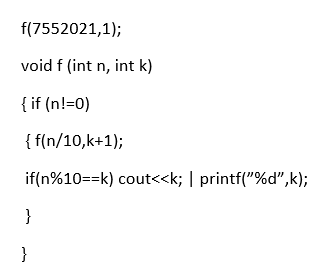 f(7552021,1);
void f (int n, int k)
{ if (n!=0)
{ f(n/10,k+1);
if(n%10==k) cout<<k; | printf(”%d”,k);
}
}